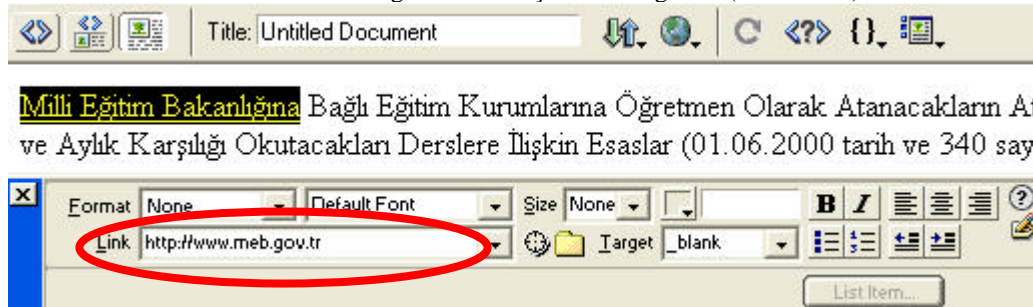 Title: Untitled Document
Milli Eğitim Bakanlığına Bağlı Eğitim Kurumlarına Öğretmen Olarak Atanacakların
ve Aylık Karşılığı Okutacakları Derslere İlişkin Esaslar (01.06.2000 tarih ve 340
Format None Default Font Size None B I
Link http://www.meb.gov.tr Target _blank
List Item...